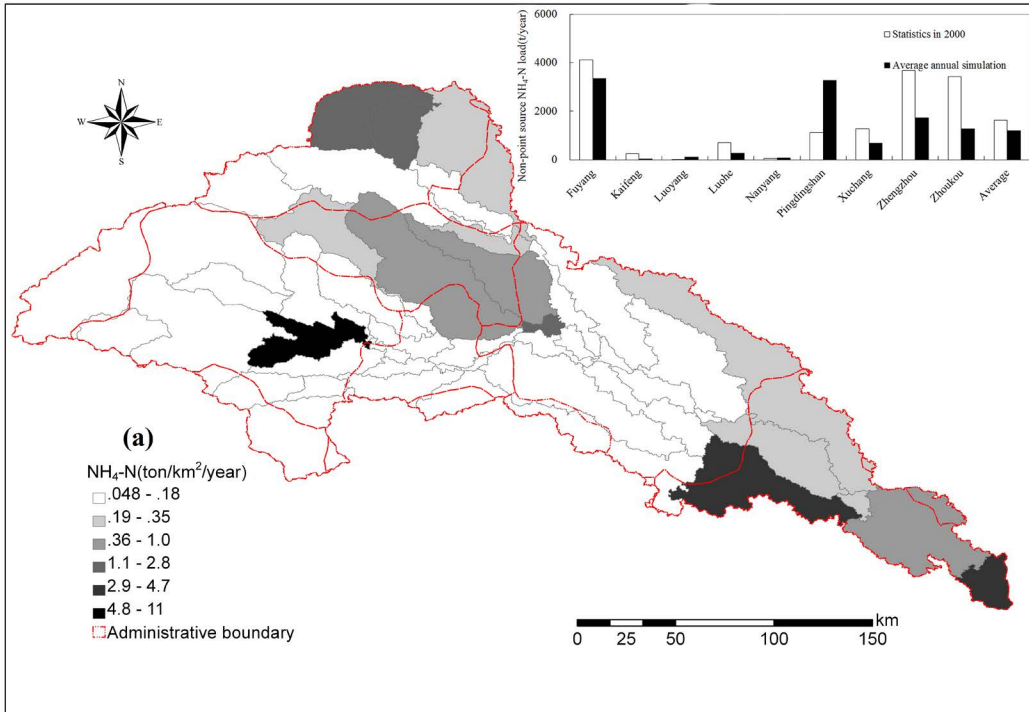 6000
4000
2000
0
Non-point source NH₄-N load(t/year)
Statistics in 2000
Average annual simulation
Fuyang
Kaifeng
Luoyang
Luohe
Nanyang
Pingdingshan
Xuchang
Zhengzhou
Zhoukou
Average
N
W
E
S
(a)
NH₄-N(ton/km²/year)
.048 - .18
.19 - .35
.36 - 1.0
1.1 - 2.8
2.9 - 4.7
4.8 - 11
Administrative boundary
km
0 25 50 100 150